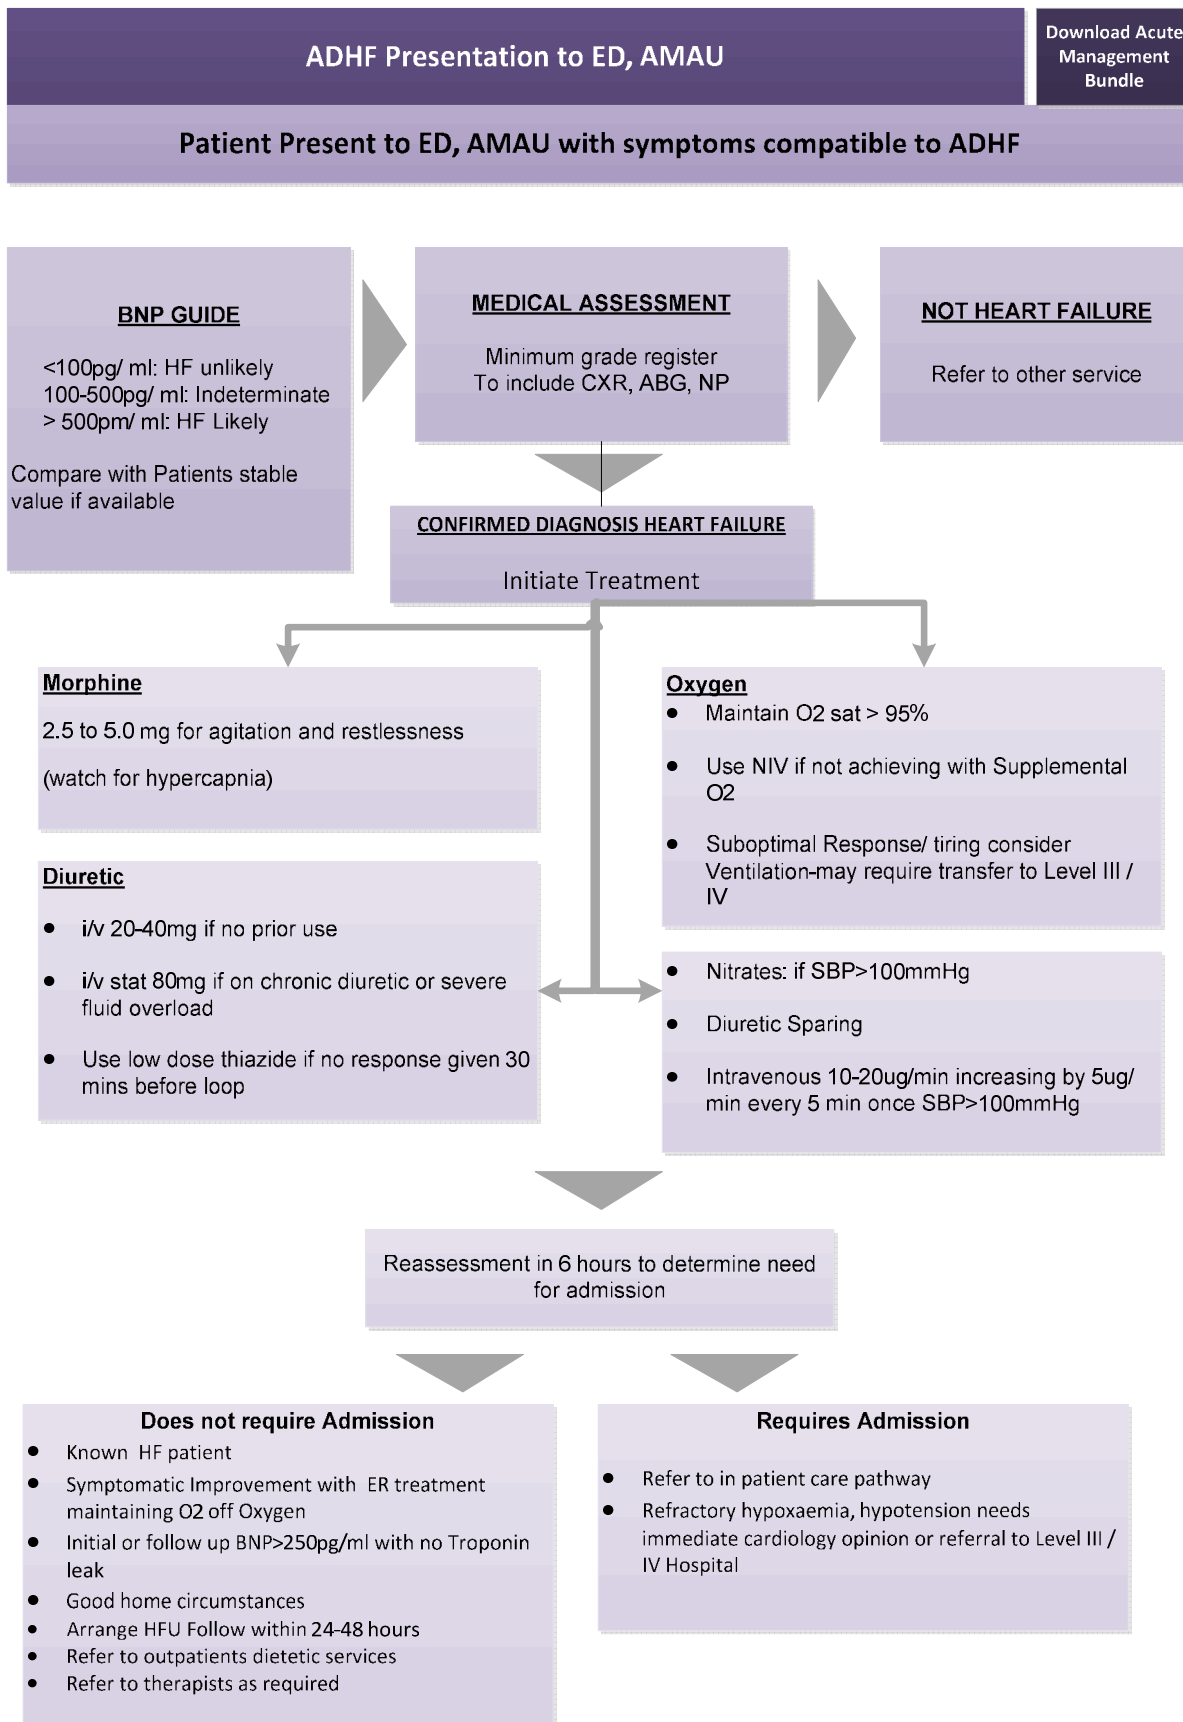 ADHF Presentation to ED, AMAU
Download Acute
Management
Bundle
Patient Present to ED, AMAU with symptoms compatible to ADHF
BNP GUIDE
<100pg/ ml: HF unlikely
100-500pg/ ml: Indeterminate
> 500pm/ ml: HF Likely
Compare with Patients stable
value if available
MEDICAL ASSESSMENT
Minimum grade register
To include CXR, ABG, NP
NOT HEART FAILURE
Refer to other service
CONFIRMED DIAGNOSIS HEART FAILURE
Initiate Treatment
Morphine
2.5 to 5.0 mg for agitation and restlessness
(watch for hypercapnia)
Oxygen
● Maintain O2 sat > 95%
● Use NIV if not achieving with Supplemental
O2
● Suboptimal Response/ tiring consider
Ventilation-may require transfer to Level III /
IV
Diuretic
● i/v 20-40mg if no prior use
● i/v stat 80mg if on chronic diuretic or severe
fluid overload
● Use low dose thiazide if no response given 30
mins before loop
● Nitrates: if SBP>100mmHg
● Diuretic Sparing
● Intravenous 10-20ug/min increasing by 5ug/
min every 5 min once SBP>100mmHg
Reassessment in 6 hours to determine need
for admission
Does not require Admission
● Known HF patient
● Symptomatic Improvement with ER treatment
maintaining O2 off Oxygen
● Initial or follow up BNP>250pg/ml with no Troponin
leak
● Good home circumstances
● Arrange HFU Follow within 24-48 hours
● Refer to outpatients dietetic services
● Refer to therapists as required
Requires Admission
● Refer to in patient care pathway
● Refractory hypoxaemia, hypotension needs
immediate cardiology opinion or referral to Level III /
IV Hospital